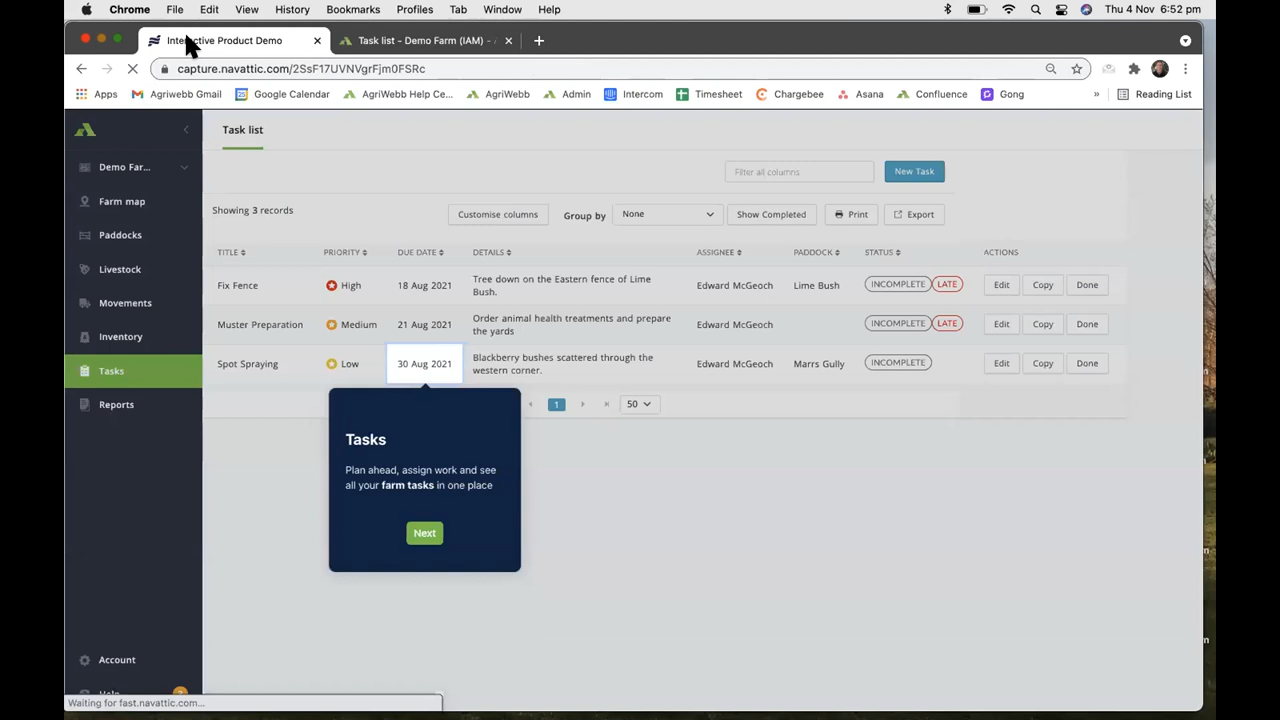 Chrome File Edit View History Bookmarks Profiles Tab Window Help Thu 4 Nov 6:52 pm
Interactive Product Demo Task list - Demo Farm (IAM) -
capture.navattic.com/2SsF17UVNVgrFjm0FSRc
Apps Agriwebb Gmail Google Calendar AgriWebb Help Ce... AgriWebb Admin Intercom Timesheet Chargebee Asana Confluence Gong » Reading List
Task list
Demo Far...
Farm map
Paddocks
Livestock
Movements
Inventory
Tasks
Reports
Account
Filter all columns New Task
Showing 3 records Customise columns Group by None Show Completed Print Export
TITLE PRIORITY DUE DATE DETAILS ASSIGNEE PADDOCK STATUS ACTIONS
Fix Fence High 18 Aug 2021 Tree down on the Eastern fence of Lime Edward McGeoch Lime Bush INCOMPLETE LATE Edit Copy Done
Bush.
Muster Preparation Medium 21 Aug 2021 Order animal health treatments and prepare Edward McGeoch INCOMPLETE LATE Edit Copy Done
the yards
Spot Spraying Low 30 Aug 2021 Blackberry bushes scattered through the Edward McGeoch Marrs Gully INCOMPLETE Edit Copy Done
western corner.
1 50
Tasks
Plan ahead, assign work and see
all your farm tasks in one place
Next
Waiting for fast.navattic.com...